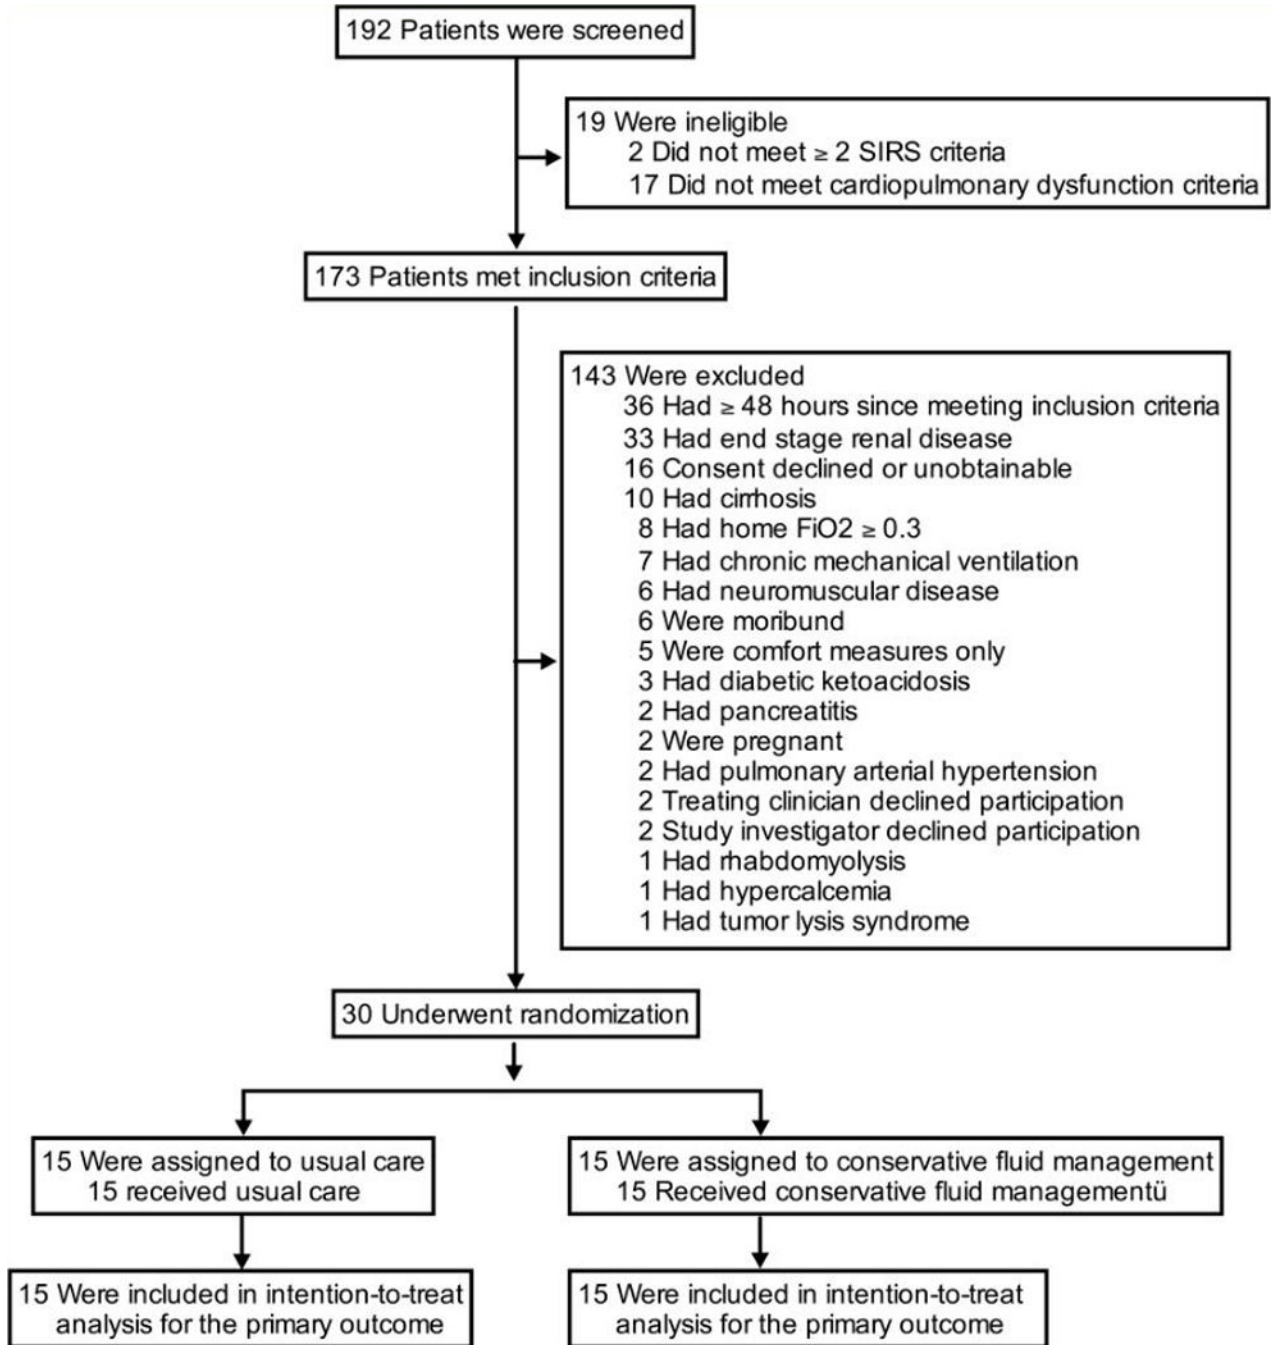 192 Patients were screened
19 Were ineligible
2 Did not meet ≥ 2 SIRS criteria
17 Did not meet cardiopulmonary dysfunction criteria
173 Patients met inclusion criteria
143 Were excluded
36 Had ≥ 48 hours since meeting inclusion criteria
33 Had end stage renal disease
16 Consent declined or unobtainable
10 Had cirrhosis
8 Had home FiO2 ≥ 0.3
7 Had chronic mechanical ventilation
6 Had neuromuscular disease
6 Were moribund
5 Were comfort measures only
3 Had diabetic ketoacidosis
2 Had pancreatitis
2 Were pregnant
2 Had pulmonary arterial hypertension
2 Treating clinician declined participation
2 Study investigator declined participation
1 Had rhabdomyolysis
1 Had hypercalcemia
1 Had tumor lysis syndrome
30 Underwent randomization
15 Were assigned to usual care
15 received usual care
15 Were assigned to conservative fluid management
15 Received conservative fluid managementü
15 Were included in intention-to-treat
analysis for the primary outcome
15 Were included in intention-to-treat
analysis for the primary outcome